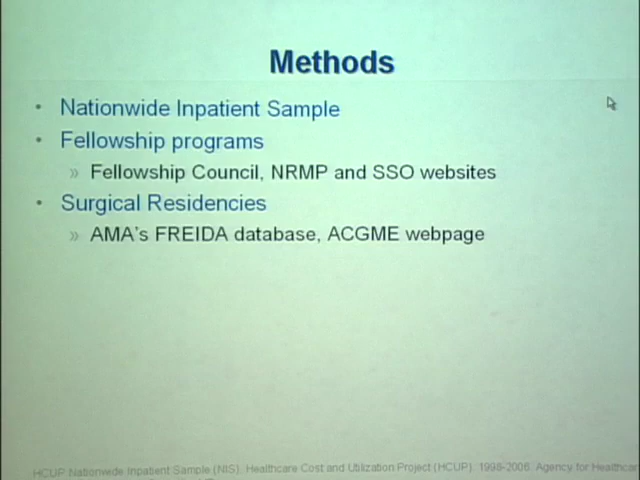 Methods
• Nationwide Inpatient Sample
• Fellowship programs
» Fellowship Council, NRMP and SSO websites
• Surgical Residencies
» AMA's FREIDA database, ACGME webpage
HCUP Nationwide Inpatient Sample (NIS). Healthcare Cost and Utilization Project (HCUP). 1998-2006. Agency for Healthcar